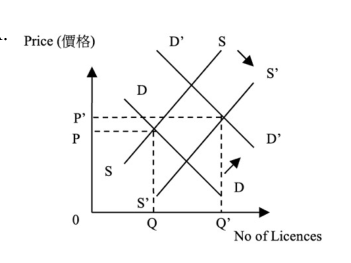 ..
Price (價格)
D’
S
S’
D
P’
P
D’
S
D
S’
0
Q
Q’
No of Licences